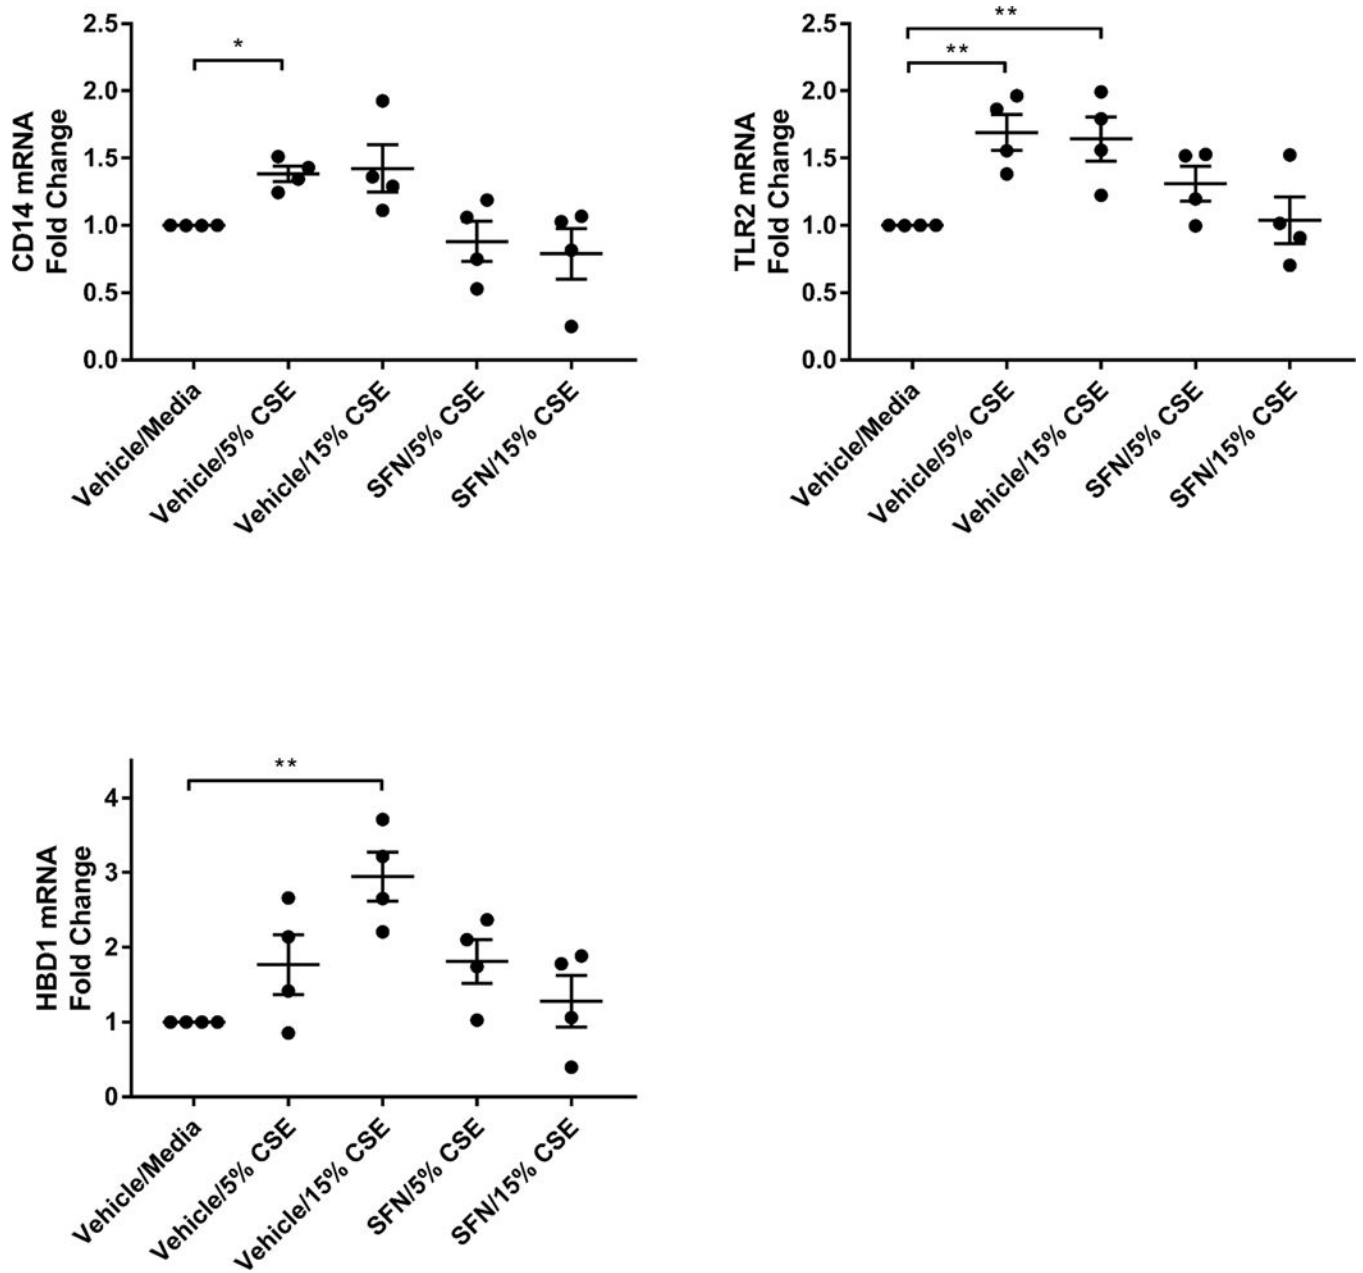 CD14 mRNA
Fold Change
2.5
2.0
1.5
1.0
0.5
0.0
*
Vehicle/Media
Vehicle/5% CSE
Vehicle/15% CSE
SFN/5% CSE
SFN/15% CSE
TLR2 mRNA
Fold Change
2.5
2.0
1.5
1.0
0.5
0.0
**
**
Vehicle/Media
Vehicle/5% CSE
Vehicle/15% CSE
SFN/5% CSE
SFN/15% CSE
HBD1 mRNA
Fold Change
4
3
2
1
0
**
Vehicle/Media
Vehicle/5% CSE
Vehicle/15% CSE
SFN/5% CSE
SFN/15% CSE